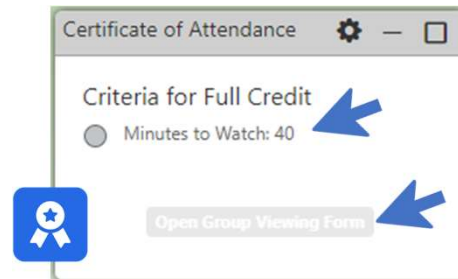 Certificate of Attendance
Criteria for Full Credit
Minutes to Watch: 40
Open Group Viewing Form